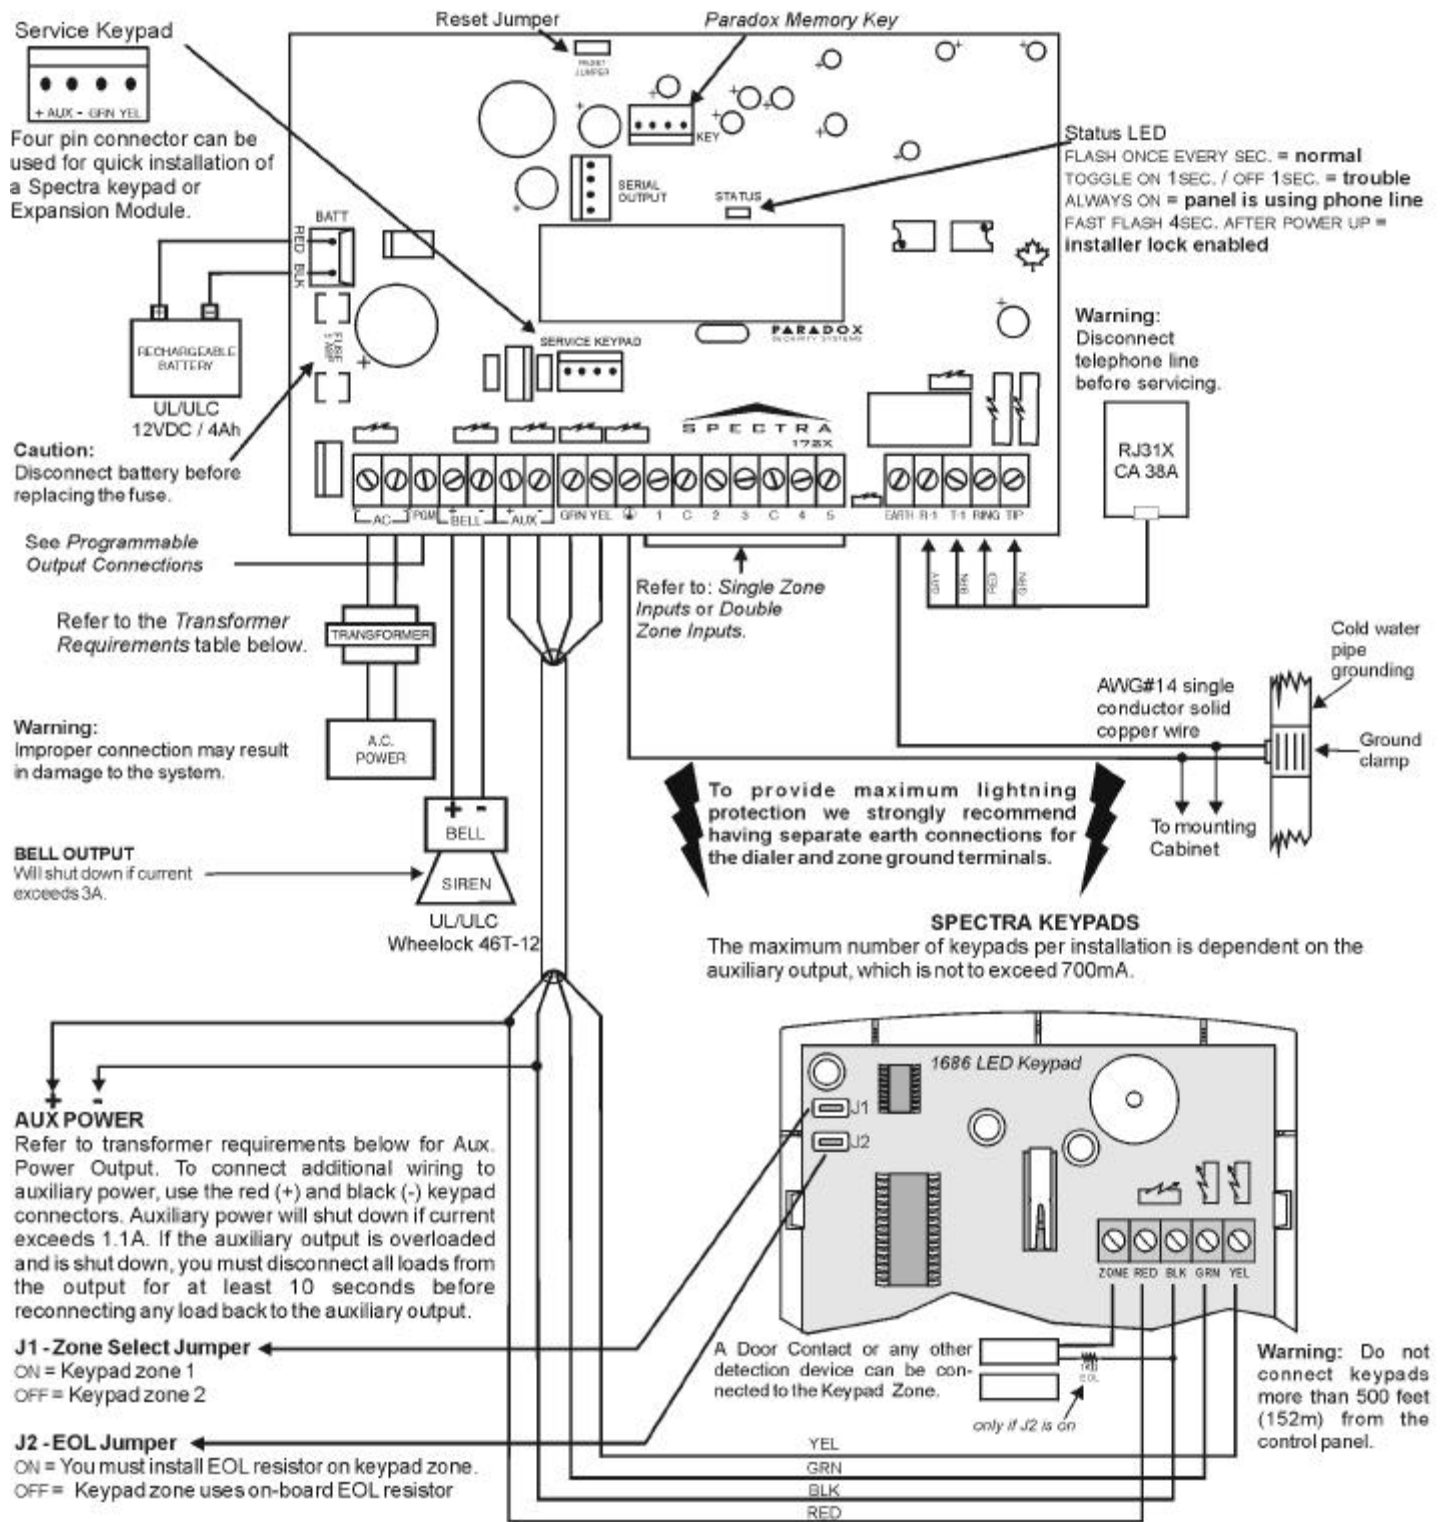 Reset Jumper
Paradox Memory Key
Service Keypad
+ AUX - GRN YEL
Four pin connector can be
used for quick installation of
a Spectra keypad or
Expansion Module.
RESET
JUMPER
KEY
SERIAL
OUTPUT
STATUS
Status LED
FLASH ONCE EVERY SEC. = normal
TOGGLE ON 1SEC. / OFF 1SEC. = trouble
ALWAYS ON = panel is using phone line
FAST FLASH 4SEC. AFTER POWER UP =
installer lock enabled
BATT
RED
BLK
+ -
RECHARGEABLE
BATTERY
UL/ULC
12VDC / 4Ah
FUSE
AMP
PARADOX
SECURITY SYSTEMS
SERVICE KEYPAD
SPECTRA
Warning:
Disconnect
telephone line
before servicing.
RJ31X
CA 38A
Caution:
Disconnect battery before
replacing the fuse.
AC PGM + BELL - + AUX - GRN YEL 1 C 2 3 C 4 5 EARTH R-1 T-1 RING TIP
GRY
BRN
RED
GRN
See Programmable
Output Connections
Refer to: Single Zone
Inputs or Double
Zone Inputs.
Refer to the Transformer
Requirements table below.
TRANSFORMER
Cold water
pipe
grounding
AWG#14 single
conductor solid
copper wire
Ground
clamp
Warning:
Improper connection may result
in damage to the system.
A.C.
POWER
To provide maximum lightning
protection we strongly recommend
having separate earth connections for
the dialer and zone ground terminals.
To mounting
Cabinet
+ -
BELL
SIREN
BELL OUTPUT
Will shut down if current
exceeds 3A.
UL/ULC
Wheelock 46T-12
SPECTRA KEYPADS
The maximum number of keypads per installation is dependent on the
auxiliary output, which is not to exceed 700mA.
1686 LED Keypad
J1
J2
ZONE RED BLK GRN YEL
+ -
AUX POWER
Refer to transformer requirements below for Aux.
Power Output. To connect additional wiring to
auxiliary power, use the red (+) and black (-) keypad
connectors. Auxiliary power will shut down if current
exceeds 1.1A. If the auxiliary output is overloaded
and is shut down, you must disconnect all loads from
the output for at least 10 seconds before
reconnecting any load back to the auxiliary output.
J1 - Zone Select Jumper
ON = Keypad zone 1
OFF = Keypad zone 2
J2 - EOL Jumper
ON = You must install EOL resistor on keypad zone.
OFF = Keypad zone uses on-board EOL resistor
A Door Contact or any other
detection device can be con-
nected to the Keypad Zone.
EOL
only if J2 is on
Warning: Do not
connect keypads
more than 500 feet
(152m) from the
control panel.
YEL
GRN
BLK
RED